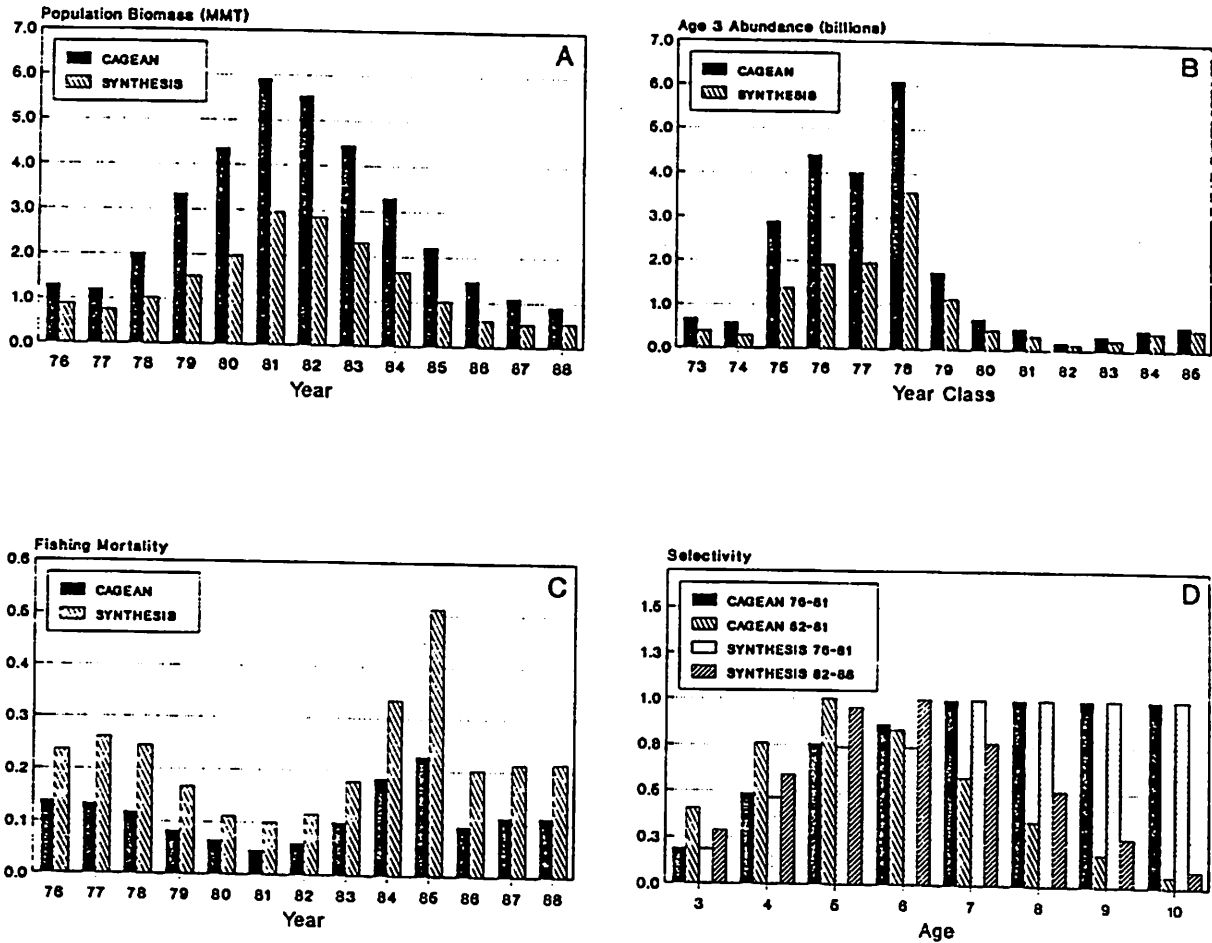 Population Biomass (MMT)
A
CAGEAN
SYNTHESIS
7.0
6.0
5.0
4.0
3.0
2.0
1.0
0.0
76 77 78 79 80 81 82 83 84 85 86 87 88
Year
Age 3 Abundance (billions)
B
CAGEAN
SYNTHESIS
7.0
6.0
5.0
4.0
3.0
2.0
1.0
0.0
73 74 75 76 77 78 79 80 81 82 83 84 85
Year Class
Fishing Mortality
C
CAGEAN
SYNTHESIS
0.6
0.5
0.4
0.3
0.2
0.1
0.0
76 77 78 79 80 81 82 83 84 85 86 87 88
Year
Selectivity
D
CAGEAN 76-81
CAGEAN 82-81
SYNTHESIS 76-81
SYNTHESIS 82-88
1.5
1.3
1.0
0.8
0.5
0.3
0.0
3 4 5 6 7 8 9 10
Age